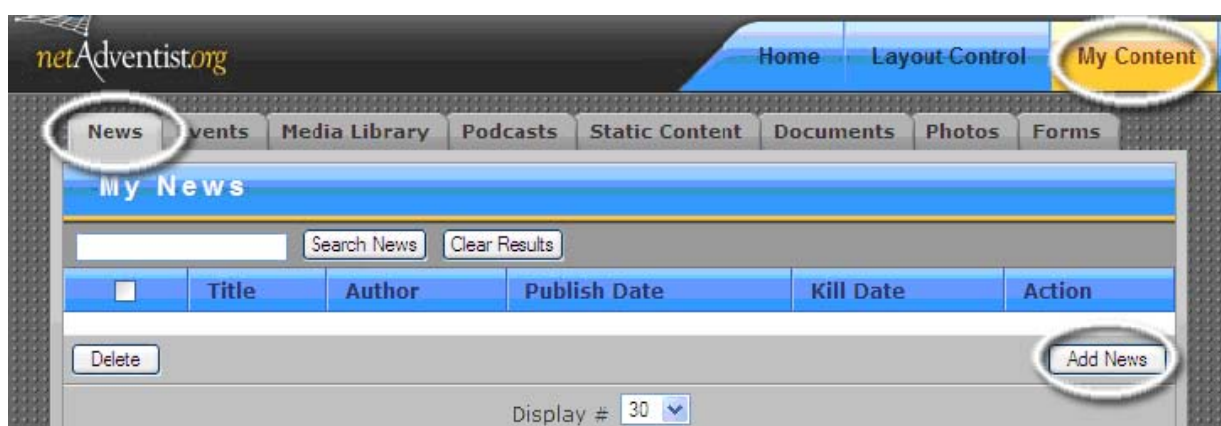 netAdventist.org
Home Layout Control My Content
News Events Media Library Podcasts Static Content Documents Photos Forms
My News
Search News Clear Results
Title Author Publish Date Kill Date Action
Delete Add News
Display # 30